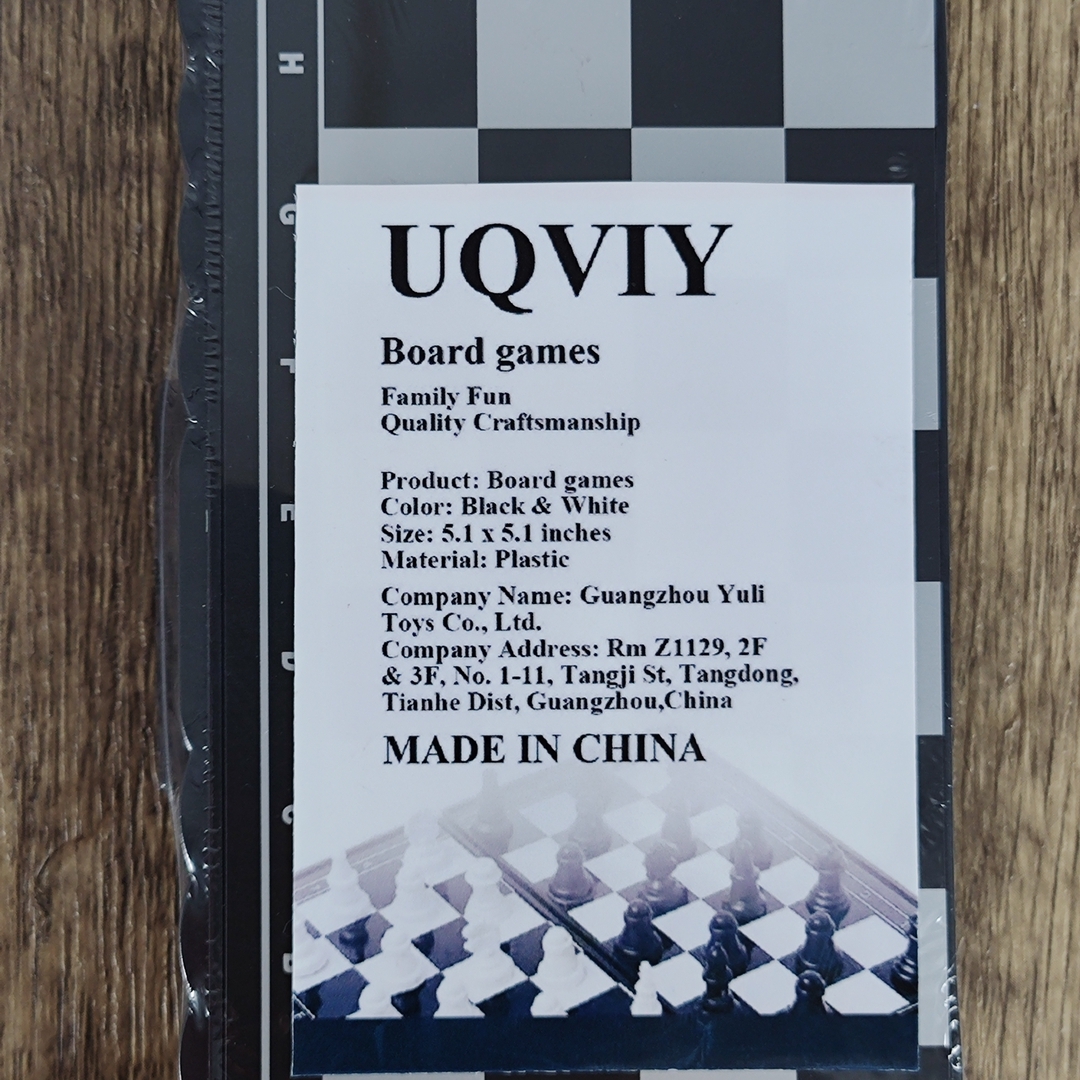 H
G
F
E
D
C
B
UQVIY
Board games
Family Fun
Quality Craftsmanship
Product: Board games
Color: Black & White
Size: 5.1 x 5.1 inches
Material: Plastic
Company Name: Guangzhou Yuli
Toys Co., Ltd.
Company Address: Rm Z1129, 2F
& 3F, No. 1-11, Tangji St, Tangdong,
Tianhe Dist, Guangzhou,China
MADE IN CHINA